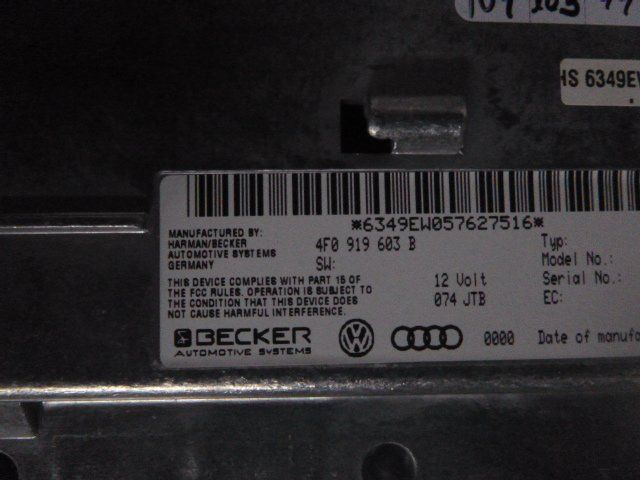 HS 6349E
*6349EW057627516*
MANUFACTURED BY:
HARMAN/BECKER
AUTOMOTIVE SYSTEMS
GERMANY
4F0 919 603 B
SW:
Typ:
Model No.:
Serial No.:
EC:
THIS DEVICE COMPLIES WITH PART 15 OF
THE FCC RULES. OPERATION IS SUBJECT TO
THE CONDITION THAT THIS DEVICE DOES
NOT CAUSE HARMFUL INTERFERENCE.
12 Volt
074 JTB
BECKER
AUTOMOTIVE SYSTEMS
0000 Date of manufa